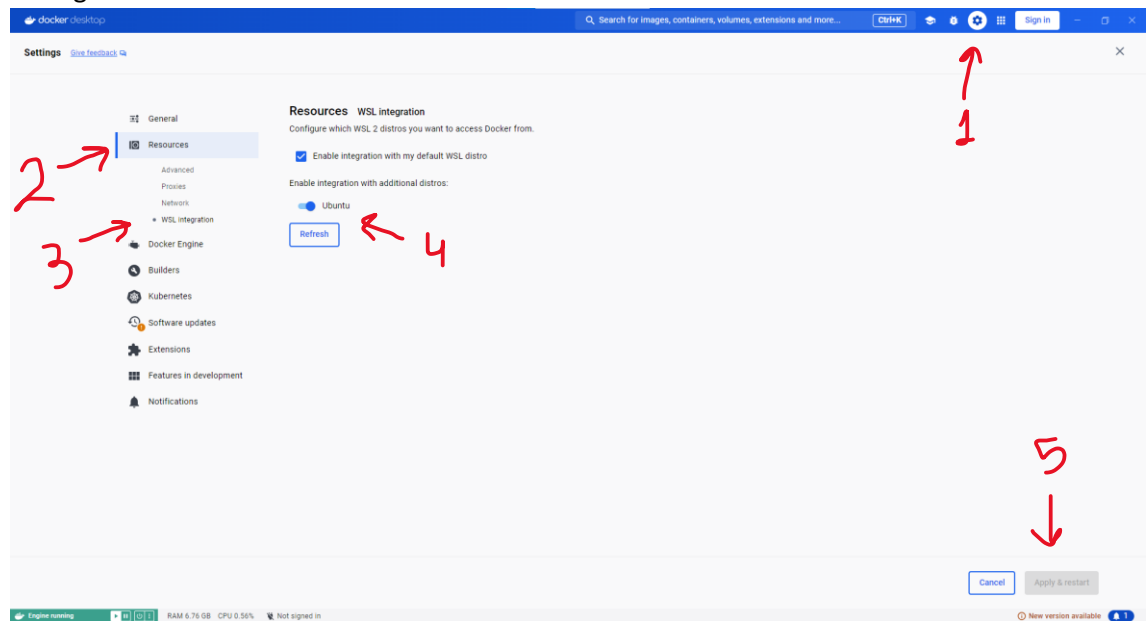 docker desktop
Search for images, containers, volumes, extensions and more...
Ctrl+K
Sign in
Settings
Give feedback
1
General
Resources
Advanced
Proxies
Network
WSL integration
Docker Engine
Builders
Kubernetes
Software updates
Extensions
Features in development
Notifications
2
3
Resources WSL integration
Configure which WSL 2 distros you want to access Docker from.
Enable integration with my default WSL distro
Enable integration with additional distros:
Ubuntu
Refresh
4
5
Cancel
Apply & restart
Engine running
RAM 6.76 GB CPU 0.56%
Not signed in
New version available
1